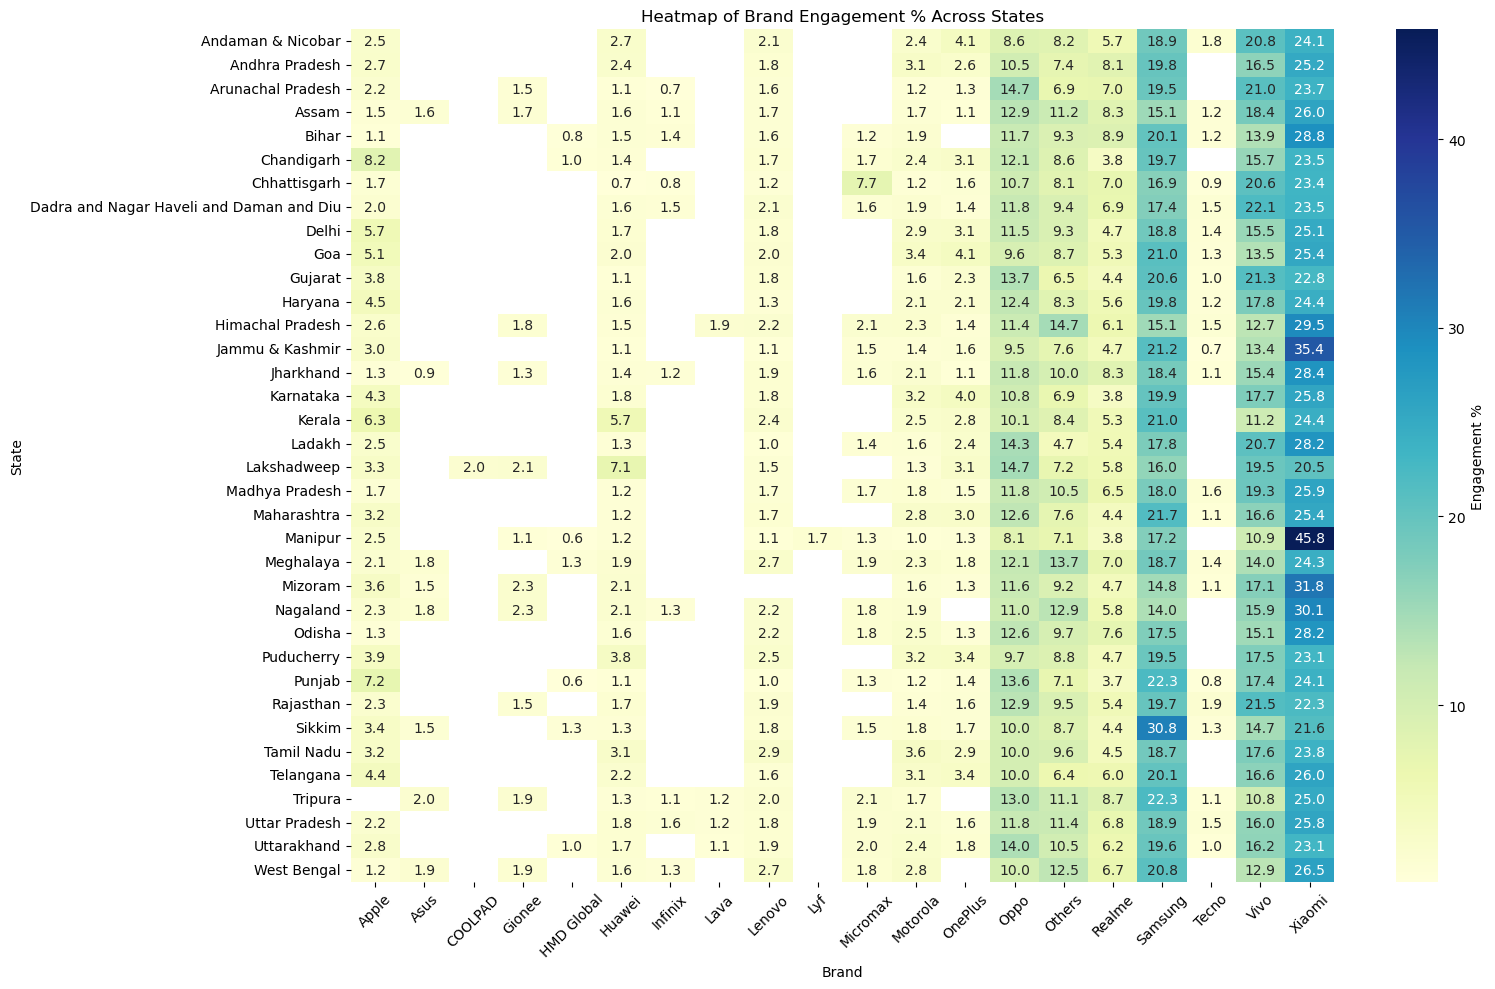 Heatmap of Brand Engagement % Across States
Andaman & Nicobar 2.5 2.7 2.1 2.4 4.1 8.6 8.2 5.7 18.9 1.8 20.8 24.1
Andhra Pradesh 2.7 2.4 1.8 3.1 2.6 10.5 7.4 8.1 19.8 16.5 25.2
Arunachal Pradesh 2.2 1.5 1.1 0.7 1.6 1.2 1.3 14.7 6.9 7.0 19.5 21.0 23.7
Assam 1.5 1.6 1.7 1.6 1.1 1.7 1.7 1.1 12.9 11.2 8.3 15.1 1.2 18.4 26.0
Bihar 1.1 0.8 1.5 1.4 1.6 1.2 1.9 11.7 9.3 8.9 20.1 1.2 13.9 28.8
Chandigarh 8.2 1.0 1.4 1.7 1.7 2.4 3.1 12.1 8.6 3.8 19.7 15.7 23.5
Chhattisgarh 1.7 0.7 0.8 1.2 7.7 1.2 1.6 10.7 8.1 7.0 16.9 0.9 20.6 23.4
Dadra and Nagar Haveli and Daman and Diu 2.0 1.6 1.5 2.1 1.6 1.9 1.4 11.8 9.4 6.9 17.4 1.5 22.1 23.5
Delhi 5.7 1.7 1.8 2.9 3.1 11.5 9.3 4.7 18.8 1.4 15.5 25.1
Goa 5.1 2.0 2.0 3.4 4.1 9.6 8.7 5.3 21.0 1.3 13.5 25.4
Gujarat 3.8 1.1 1.8 1.6 2.3 13.7 6.5 4.4 20.6 1.0 21.3 22.8
Haryana 4.5 1.6 1.3 2.1 2.1 12.4 8.3 5.6 19.8 1.2 17.8 24.4
Himachal Pradesh 2.6 1.8 1.5 1.9 2.2 2.1 2.3 1.4 11.4 14.7 6.1 15.1 1.5 12.7 29.5
Jammu & Kashmir 3.0 1.1 1.1 1.5 1.4 1.6 9.5 7.6 4.7 21.2 0.7 13.4 35.4
Jharkhand 1.3 0.9 1.3 1.4 1.2 1.9 1.6 2.1 1.1 11.8 10.0 8.3 18.4 1.1 15.4 28.4
Karnataka 4.3 1.8 1.8 3.2 4.0 10.8 6.9 3.8 19.9 17.7 25.8
Kerala 6.3 5.7 2.4 2.5 2.8 10.1 8.4 5.3 21.0 11.2 24.4
Ladakh 2.5 1.3 1.0 1.4 1.6 2.4 14.3 4.7 5.4 17.8 20.7 28.2
Lakshadweep 3.3 2.0 2.1 7.1 1.5 1.3 3.1 14.7 7.2 5.8 16.0 19.5 20.5
Madhya Pradesh 1.7 1.2 1.7 1.7 1.8 1.5 11.8 10.5 6.5 18.0 1.6 19.3 25.9
Maharashtra 3.2 1.2 1.7 2.8 3.0 12.6 7.6 4.4 21.7 1.1 16.6 25.4
Manipur 2.5 1.1 0.6 1.2 1.1 1.7 1.3 1.0 1.3 8.1 7.1 3.8 17.2 10.9 45.8
Meghalaya 2.1 1.8 1.3 1.9 2.7 1.9 2.3 1.8 12.1 13.7 7.0 18.7 1.4 14.0 24.3
Mizoram 3.6 1.5 2.3 2.1 1.6 1.3 11.6 9.2 4.7 14.8 1.1 17.1 31.8
Nagaland 2.3 1.8 2.3 2.1 1.3 2.2 1.8 1.9 11.0 12.9 5.8 14.0 15.9 30.1
Odisha 1.3 1.6 2.2 1.8 2.5 1.3 12.6 9.7 7.6 17.5 15.1 28.2
Puducherry 3.9 3.8 2.5 3.2 3.4 9.7 8.8 4.7 19.5 17.5 23.1
Punjab 7.2 0.6 1.1 1.0 1.3 1.2 1.4 13.6 7.1 3.7 22.3 0.8 17.4 24.1
Rajasthan 2.3 1.5 1.7 1.9 1.4 1.6 12.9 9.5 5.4 19.7 1.9 21.5 22.3
Sikkim 3.4 1.5 1.3 1.3 1.8 1.5 1.8 1.7 10.0 8.7 4.4 30.8 1.3 14.7 21.6
Tamil Nadu 3.2 3.1 2.9 3.6 2.9 10.0 9.6 4.5 18.7 17.6 23.8
Telangana 4.4 2.2 1.6 3.1 3.4 10.0 6.4 6.0 20.1 16.6 26.0
Tripura 2.0 1.9 1.3 1.1 1.2 2.0 2.1 1.7 13.0 11.1 8.7 22.3 1.1 10.8 25.0
Uttar Pradesh 2.2 1.8 1.6 1.2 1.8 1.9 2.1 1.6 11.8 11.4 6.8 18.9 1.5 16.0 25.8
Uttarakhand 2.8 1.0 1.7 1.1 1.9 2.0 2.4 1.8 14.0 10.5 6.2 19.6 1.0 16.2 23.1
West Bengal 1.2 1.9 1.9 1.6 1.3 2.7 1.8 2.8 10.0 12.5 6.7 20.8 12.9 26.5
Apple Asus COOLPAD Gionee HMD Global Huawei Infinix Lava Lenovo Lyf Micromax Motorola OnePlus Oppo Others Realme Samsung Tecno Vivo Xiaomi
Brand
State
40
30
20
10
Engagement %